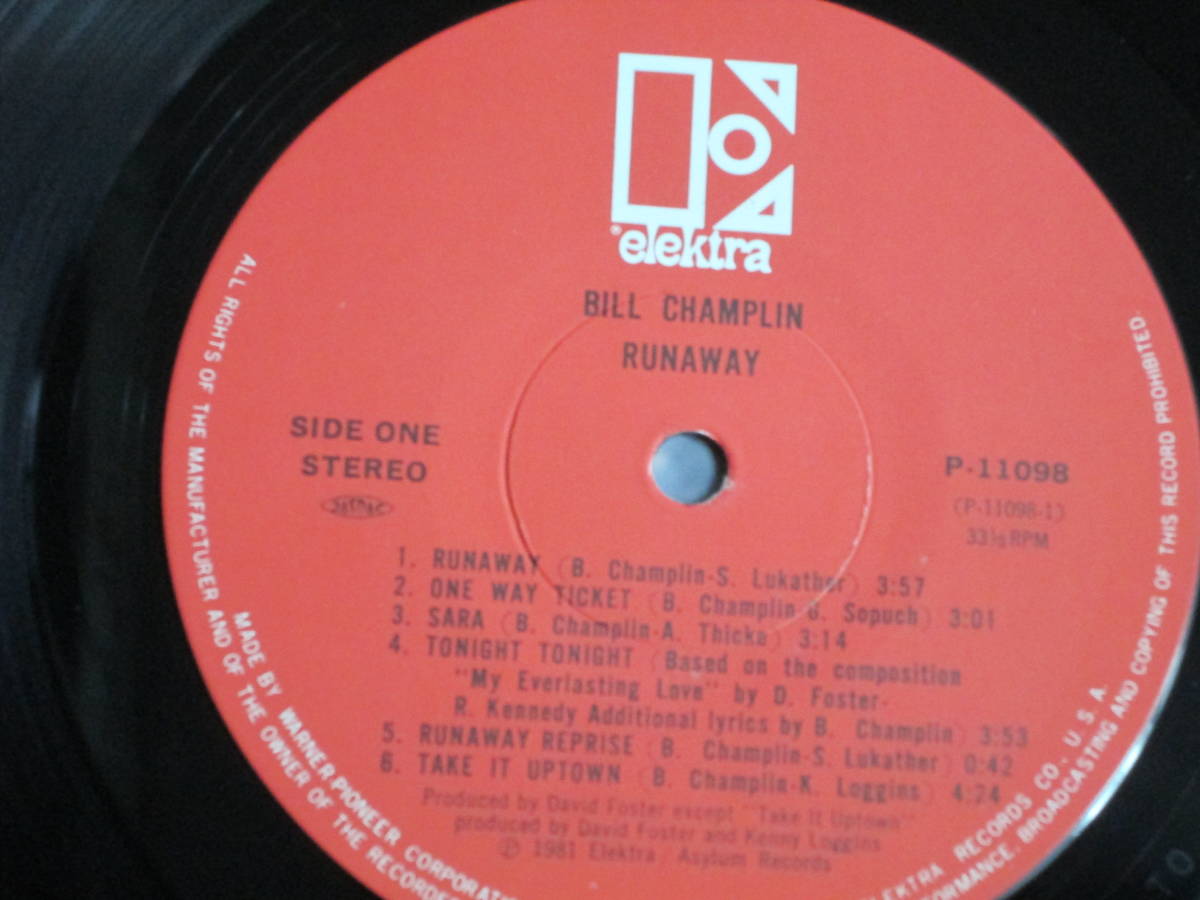 elektra
BILL CHAMPLIN
RUNAWAY
SIDE ONE
STEREO
P-11098
(P-11098-1)
33⅓RPM
1. RUNAWAY (B. Champlin-S. Lukather) 3:57
2. ONE WAY TICKET (B. Champlin-B. Sopuch) 3:01
3. SARA (B. Champlin-A. Thicke) 3:14
4. TONIGHT TONIGHT (Based on the composition
"My Everlasting Love" by D. Foster-
R. Kennedy Additional lyrics by B. Champlin) 3:53
5. RUNAWAY REPRISE (B. Champlin-S. Lukather) 0:42
6. TAKE IT UPTOWN (B. Champlin-K. Loggins) 4:24
Produced by David Foster except "Take It Uptown"
produced by David Foster and Kenny Loggins
℗ 1981 Elektra/Asylum Records
ALL RIGHTS OF THE MANUFACTURER AND OF THE OWNER OF THE RECORDE
MADE BY WARNER-PIONEER CORPORAT
ELEKTRA RECORDS CO., U. S. A.
ORMANCE. BROADCASTING AND COPYING OF THIS RECORD PROHIBITED.